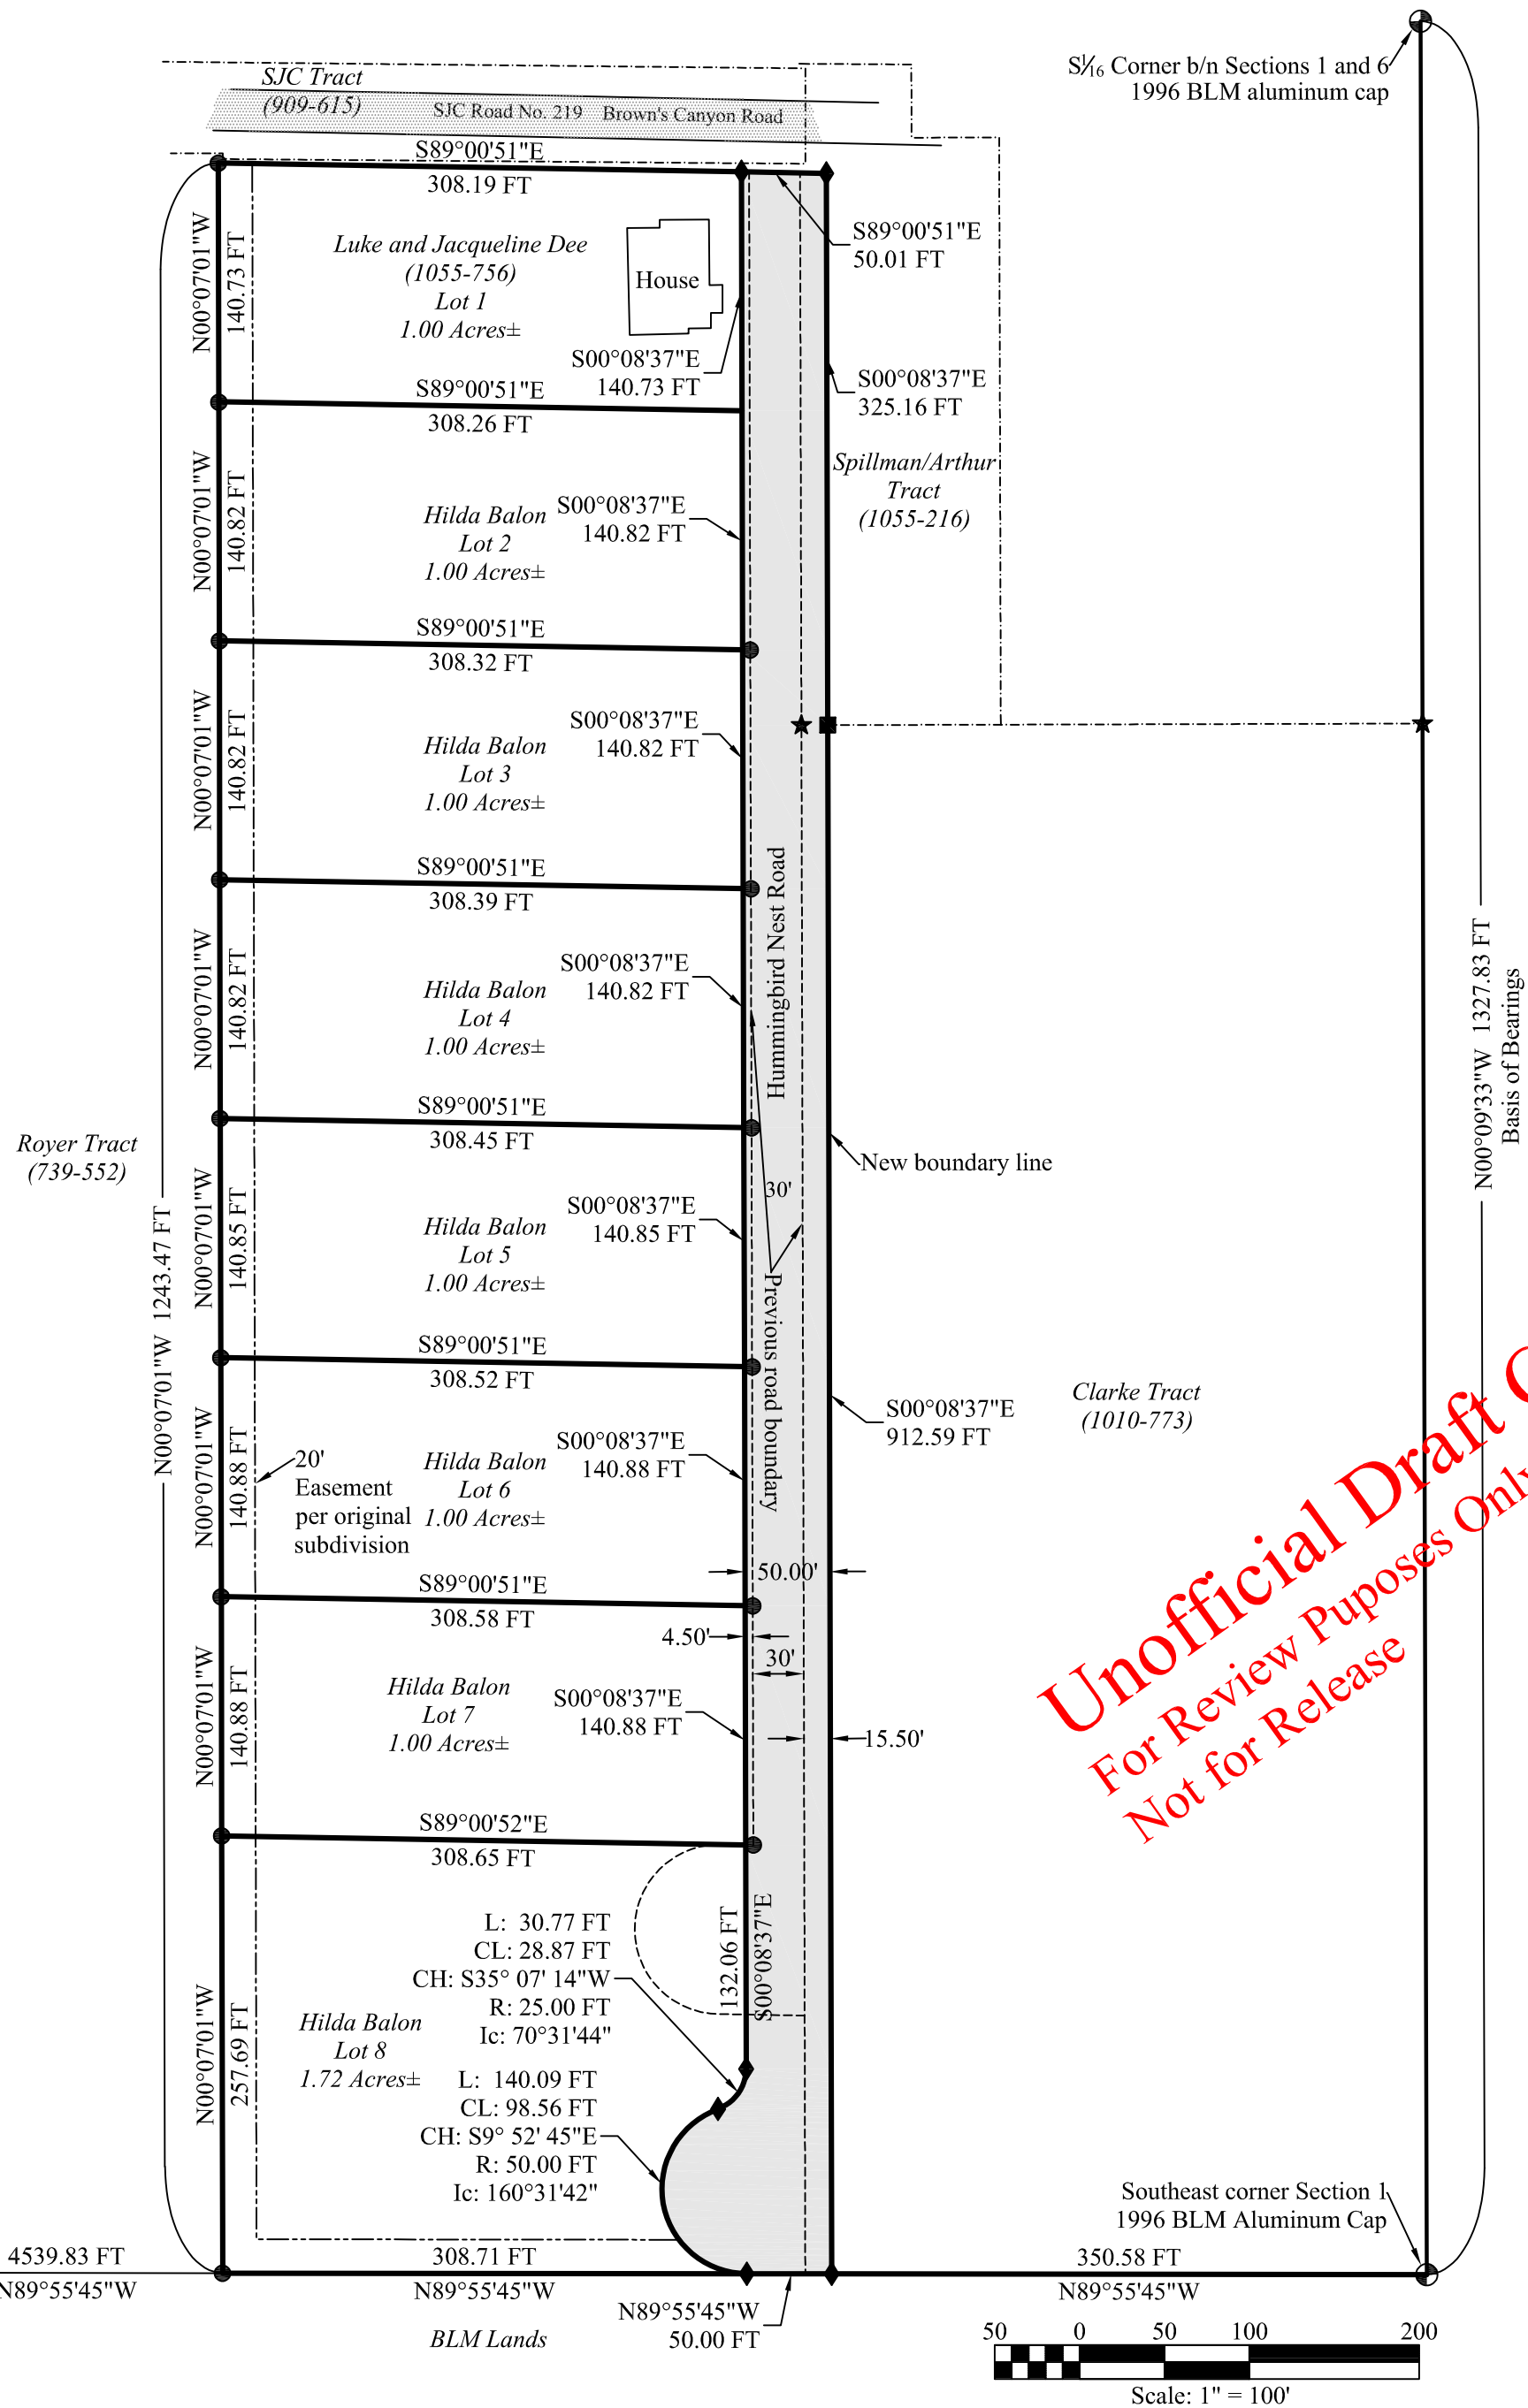 S1/16 Corner b/n Sections 1 and 6
1996 BLM aluminum cap
SJC Tract
(909-615)
SJC Road No. 219 Brown's Canyon Road
S89°00'51"E
308.19 FT
S89°00'51"E
50.01 FT
Luke and Jacqueline Dee
(1055-756)
Lot 1
1.00 Acres±
House
N00°07'01"W
140.73 FT
S00°08'37"E
140.73 FT
S00°08'37"E
325.16 FT
S89°00'51"E
308.26 FT
Spillman/Arthur
Tract
(1055-216)
N00°07'01"W
140.82 FT
Hilda Balon
Lot 2
1.00 Acres±
S00°08'37"E
140.82 FT
S89°00'51"E
308.32 FT
N00°07'01"W
140.82 FT
Hilda Balon
Lot 3
1.00 Acres±
S00°08'37"E
140.82 FT
S89°00'51"E
308.39 FT
Hummingbird Nest Road
N00°07'01"W
140.82 FT
Hilda Balon
Lot 4
1.00 Acres±
S00°08'37"E
140.82 FT
N00°09'33"W 1327.83 FT
Basis of Bearings
S89°00'51"E
308.45 FT
Royer Tract
(739-552)
New boundary line
30'
N00°07'01"W 1243.47 FT
N00°07'01"W
140.85 FT
Hilda Balon
Lot 5
1.00 Acres±
S00°08'37"E
140.85 FT
Previous road boundary
S89°00'51"E
308.52 FT
Clarke Tract
(1010-773)
S00°08'37"E
912.59 FT
N00°07'01"W
140.88 FT
20'
Easement
per original
subdivision
Hilda Balon
Lot 6
1.00 Acres±
S00°08'37"E
140.88 FT
50.00'
S89°00'51"E
308.58 FT
4.50'
30'
15.50'
N00°07'01"W
140.88 FT
Hilda Balon
Lot 7
1.00 Acres±
S00°08'37"E
140.88 FT
Unofficial Draft
For Review Puposes Only
Not for Release
S89°00'52"E
308.65 FT
132.06 FT
S00°08'37"E
L: 30.77 FT
CL: 28.87 FT
CH: S35° 07' 14"W
R: 25.00 FT
Ic: 70°31'44"
N00°07'01"W
257.69 FT
Hilda Balon
Lot 8
1.72 Acres±
L: 140.09 FT
CL: 98.56 FT
CH: S9° 52' 45"E
R: 50.00 FT
Ic: 160°31'42"
Southeast corner Section 1
1996 BLM Aluminum Cap
4539.83 FT
N89°55'45"W
308.71 FT
N89°55'45"W
350.58 FT
N89°55'45"W
N89°55'45"W
50.00 FT
BLM Lands
50 0 50 100 200
Scale: 1" = 100'